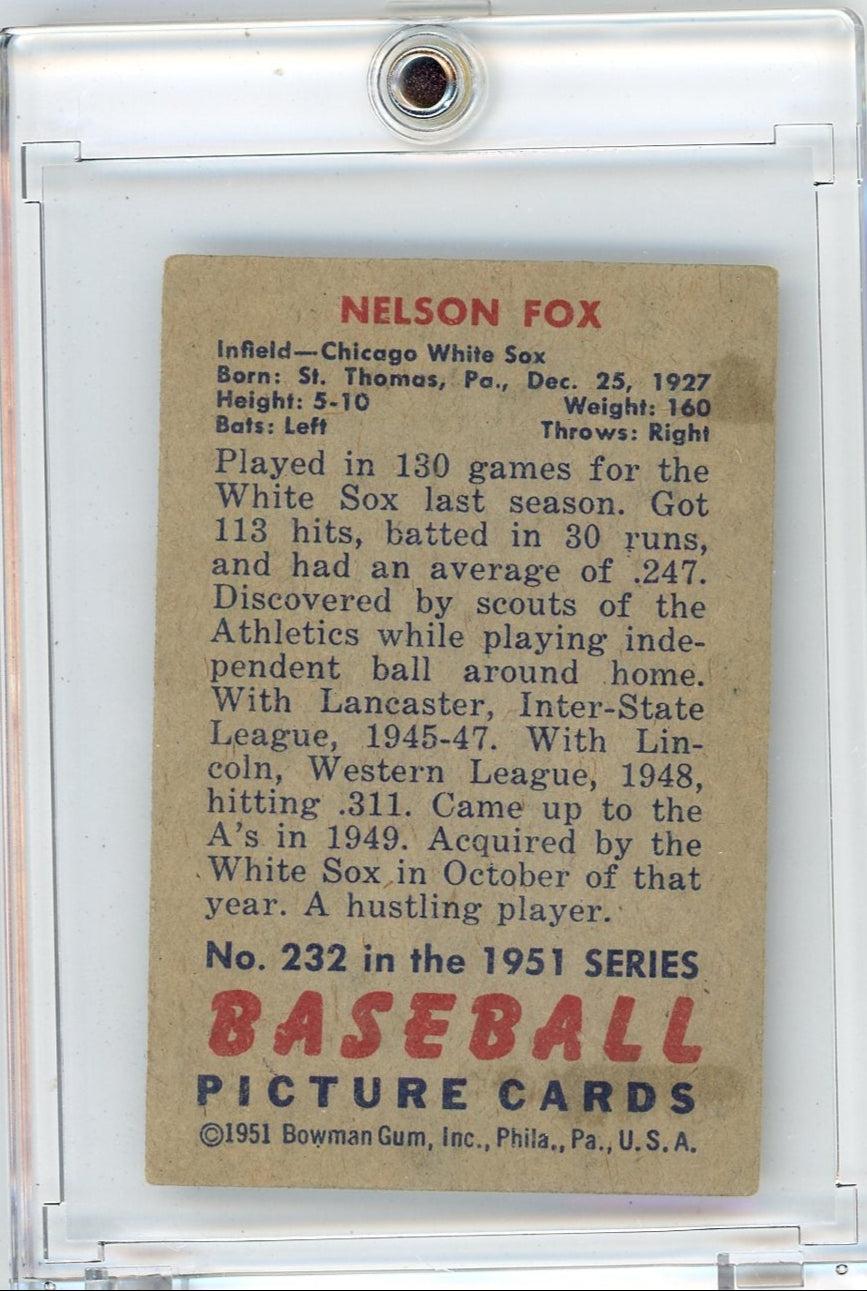 NELSON FOX
Infield—Chicago White Sox
Born: St. Thomas, Pa., Dec. 25, 1927
Height: 5-10 Weight: 160
Bats: Left Throws: Right
Played in 130 games for the
White Sox last season. Got
113 hits, batted in 30 runs,
and had an average of .247.
Discovered by scouts of the
Athletics while playing inde-
pendent ball around home.
With Lancaster, Inter-State
League, 1945-47. With Lin-
coln, Western League, 1948,
hitting .311. Came up to the
A's in 1949. Acquired by the
White Sox in October of that
year. A hustling player.
No. 232 in the 1951 SERIES
BASEBALL
PICTURE CARDS
©1951 Bowman Gum, Inc., Phila., Pa., U.S.A.